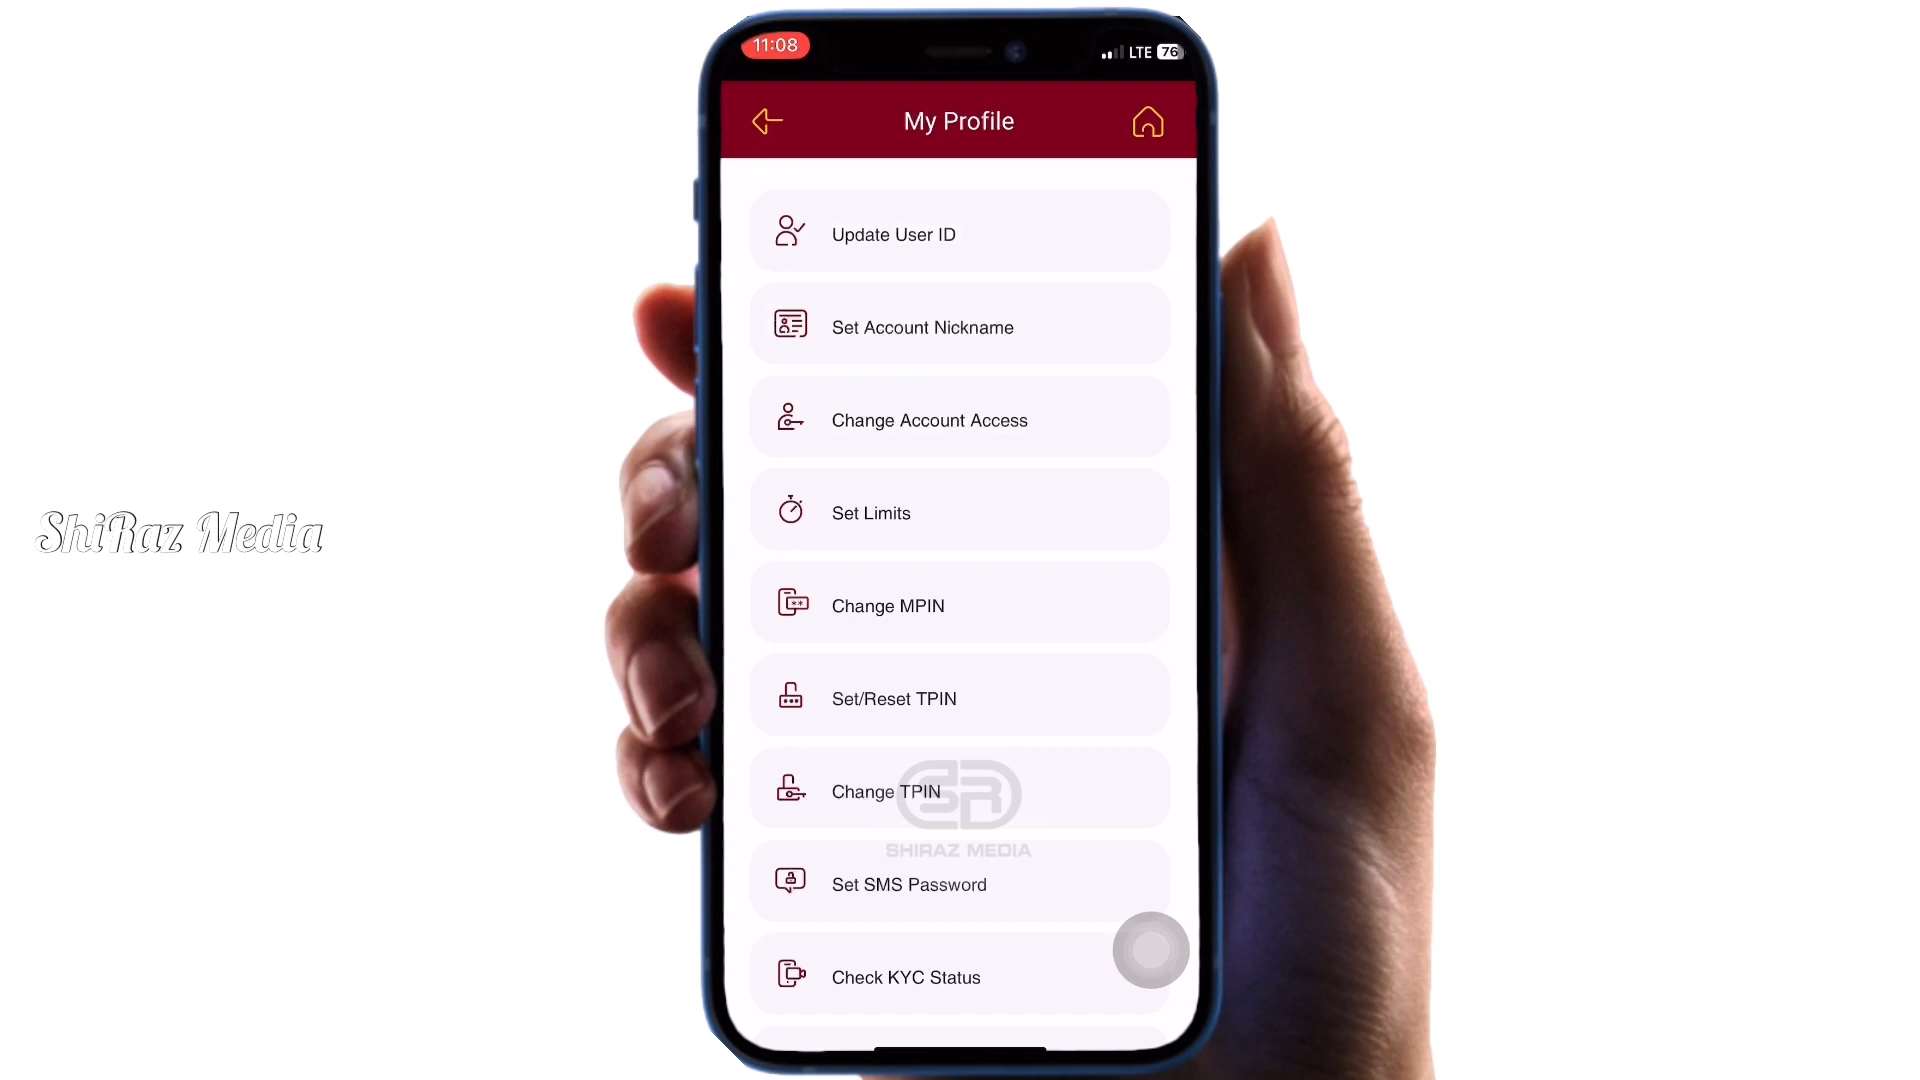 11:08
LTE 76
My Profile
Update User ID
Set Account Nickname
Change Account Access
Set Limits
ShiRaz Media
Change MPIN
Set/Reset TPIN
Change TPIN
SR
SHIRAZ MEDIA
Set SMS Password
Check KYC Status